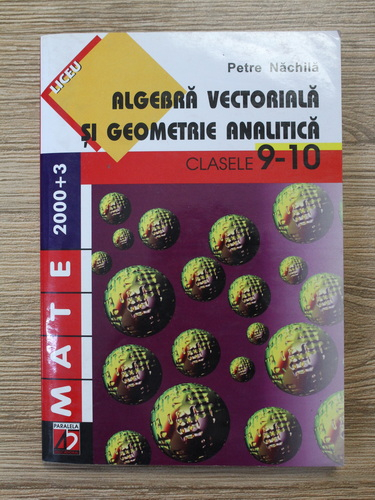 LICEU
Petre Năchilă
ALGEBRĂ VECTORIALĂ
ŞI GEOMETRIE ANALITICĂ
CLASELE 9-10
MATE 2000+3
PARALELA
45